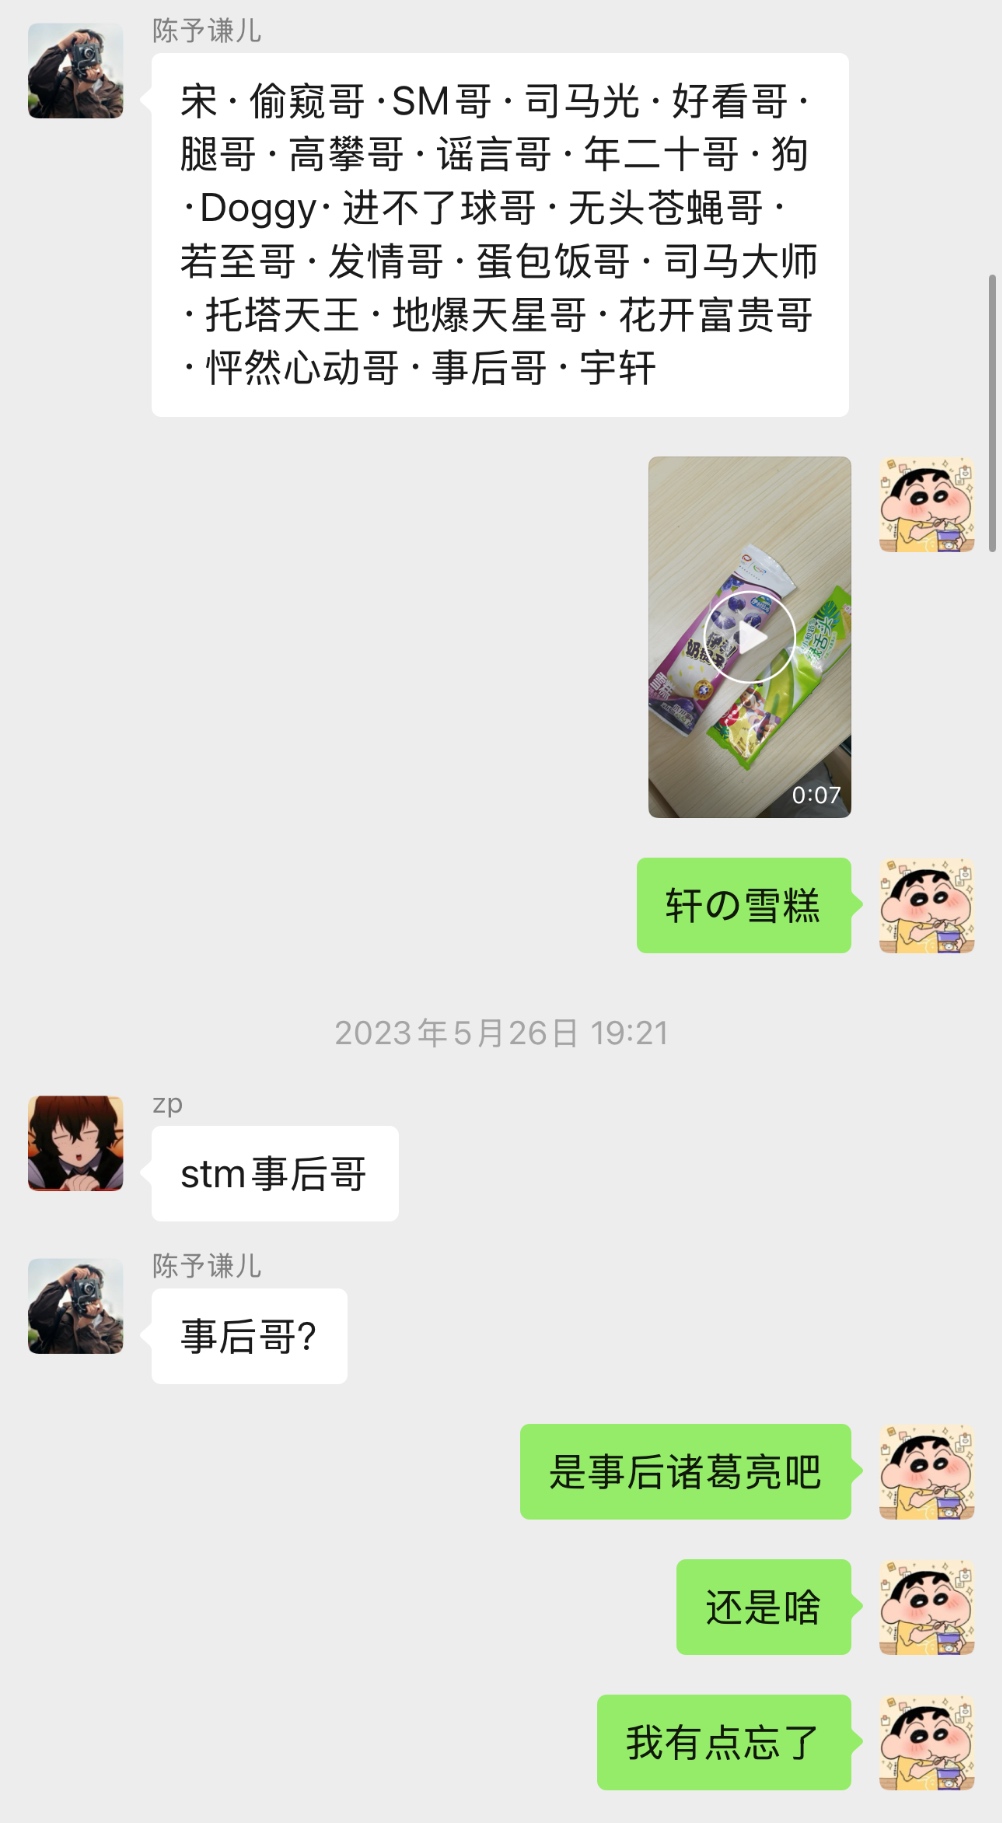 陈予谦儿
宋·偷窥哥·SM哥·司马光·好看哥·
腿哥·高攀哥·谣言哥·年二十哥·狗
·Doggy·进不了球哥·无头苍蝇哥·
若至哥·发情哥·蛋包饭哥·司马大师
·托塔天王·地爆天星哥·花开富贵哥
·怦然心动哥·事后哥·宇轩
0:07
轩の雪糕
2023年5月26日 19:21
zp
stm事后哥
陈予谦儿
事后哥?
是事后诸葛亮吧
还是啥
我有点忘了